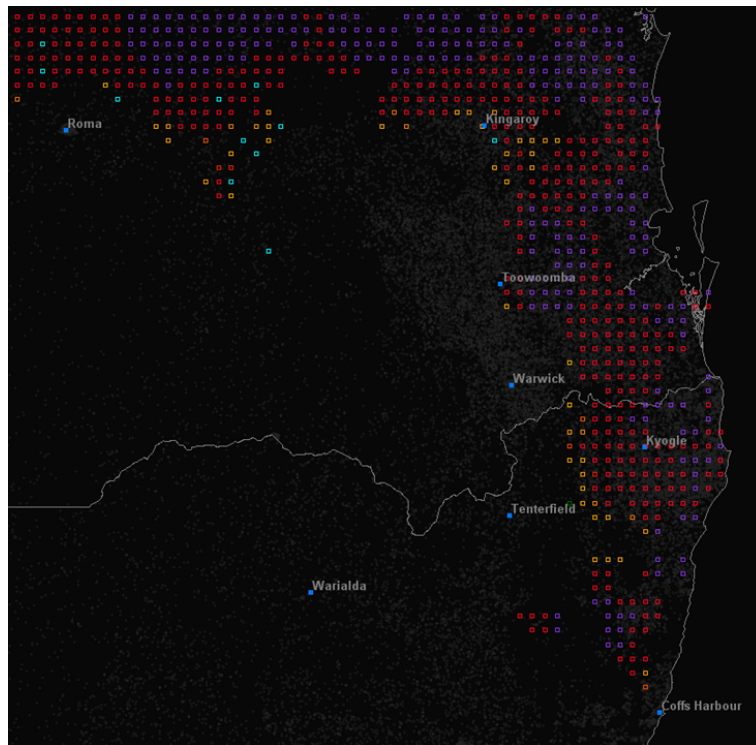 Roma
Kingaroy
Toowoomba
Warwick
Kyogle
Tenterfield
Warialda
Coffs Harbour